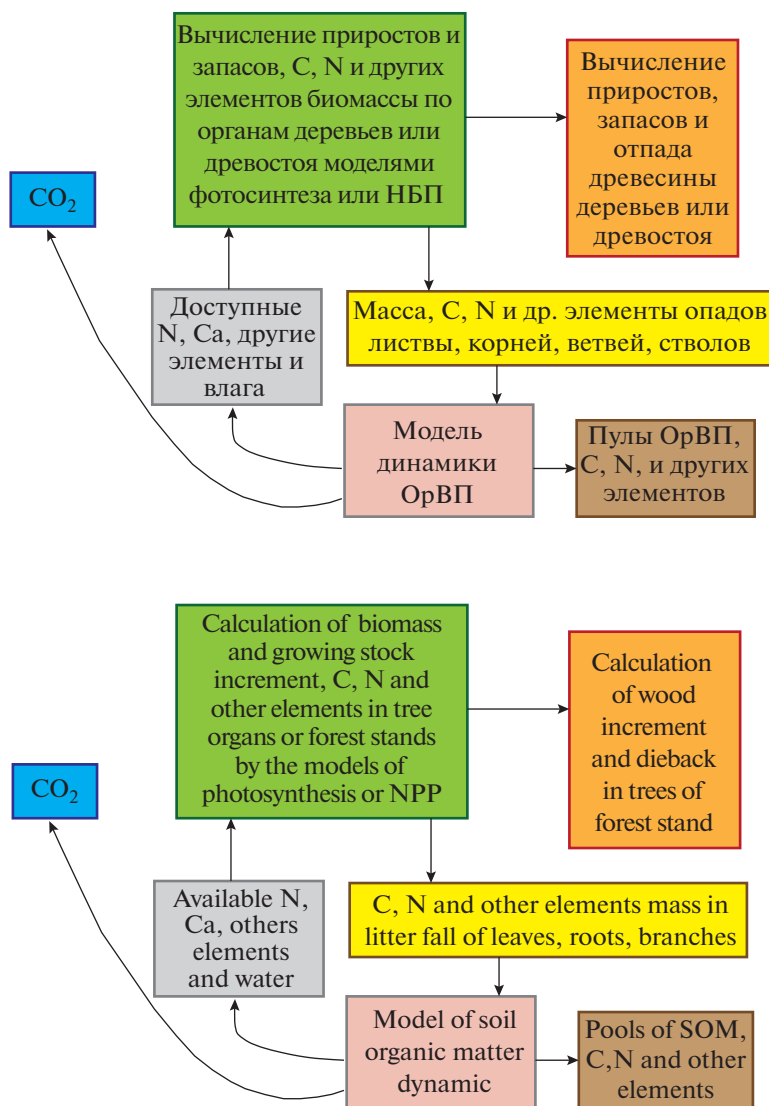 Вычисление приростов и
запасов, C, N и других
элементов биомассы по
органам деревьев или
древостоя моделями
фотосинтеза или НБП
Вычисление
приростов,
запасов и
отпада
древесины
деревьев или
древостоя
CO₂
Доступные
N, Ca, другие
элементы и
влага
Масса, C, N и др. элементы опадов
листвы, корней, ветвей, стволов
Модель
динамики
ОрВП
Пулы ОрВП,
C, N, и других
элементов
Calculation of biomass
and growing stock
increment, C, N and
other elements in tree
organs or forest stands
by the models of
photosynthesis or NPP
Calculation
of wood
increment
and dieback
in trees of
forest stand
CO₂
Available N,
Ca, others
elements
and water
C, N and other elements mass in
litter fall of leaves, roots, branches
Model of soil
organic matter
dynamic
Pools of SOM,
C,N and other
elements